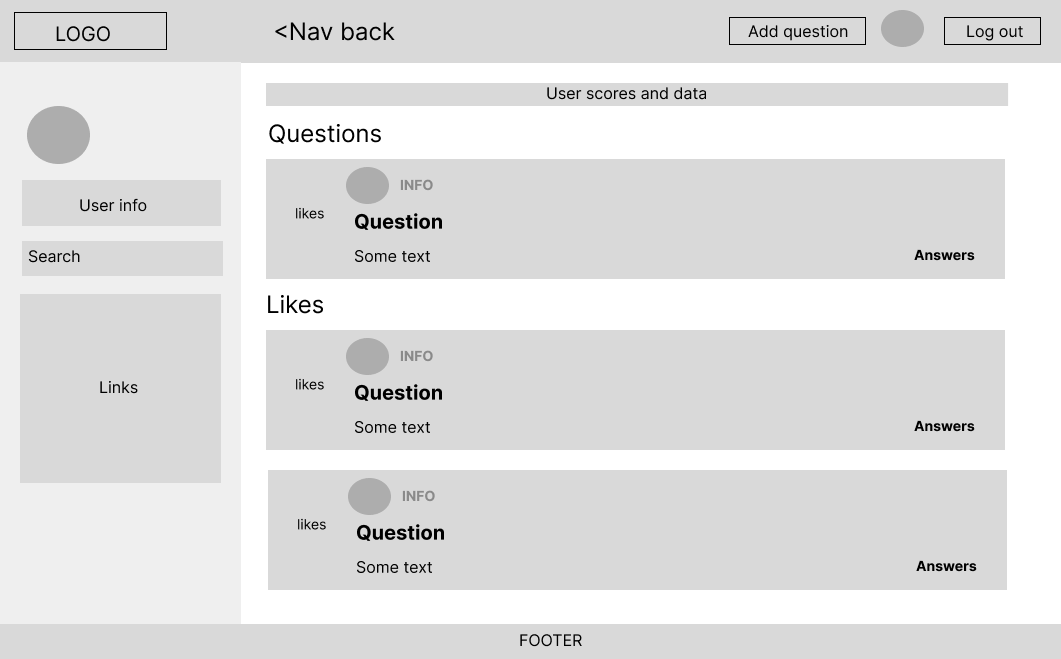 LOGO
<Nav back
Add question
Log out
User info
Search
Links
User scores and data
Questions
INFO
likes
Question
Some text
Answers
Likes
INFO
likes
Question
Some text
Answers
INFO
likes
Question
Some text
Answers
FOOTER